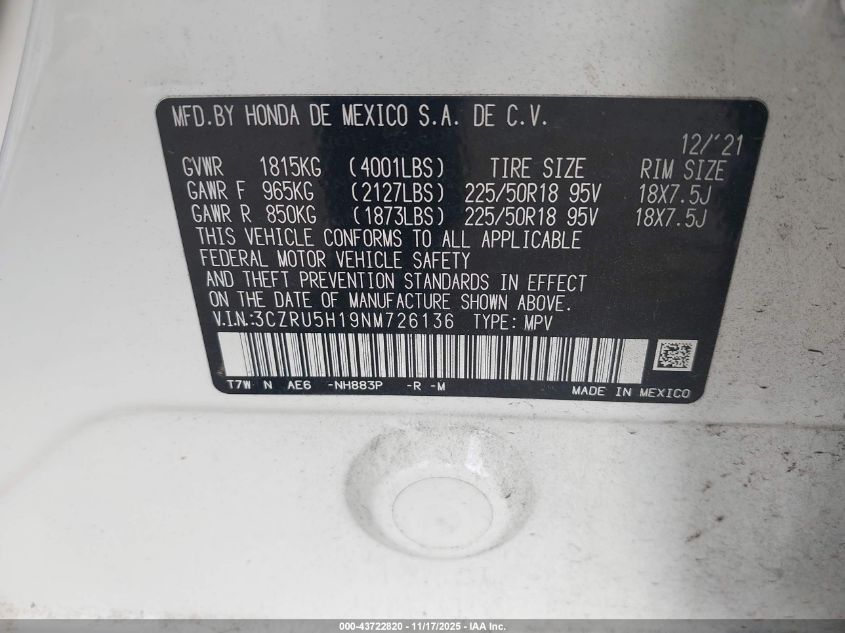 MFD.BY HONDA DE MEXICO S.A. DE C.V.
12/'21
GVWR 1815KG (4001LBS) TIRE SIZE RIM SIZE
GAWR F 965KG (2127LBS) 225/50R18 95V 18X7.5J
GAWR R 850KG (1873LBS) 225/50R18 95V 18X7.5J
THIS VEHICLE CONFORMS TO ALL APPLICABLE
FEDERAL MOTOR VEHICLE SAFETY
AND THEFT PREVENTION STANDARDS IN EFFECT
ON THE DATE OF MANUFACTURE SHOWN ABOVE.
V.I.N.:3CZRU5H19NM726136 TYPE: MPV
T7W N AE6 -NH883P -R -M
MADE IN MEXICO
000-43722820 - 11/17/2025 - IAA Inc.